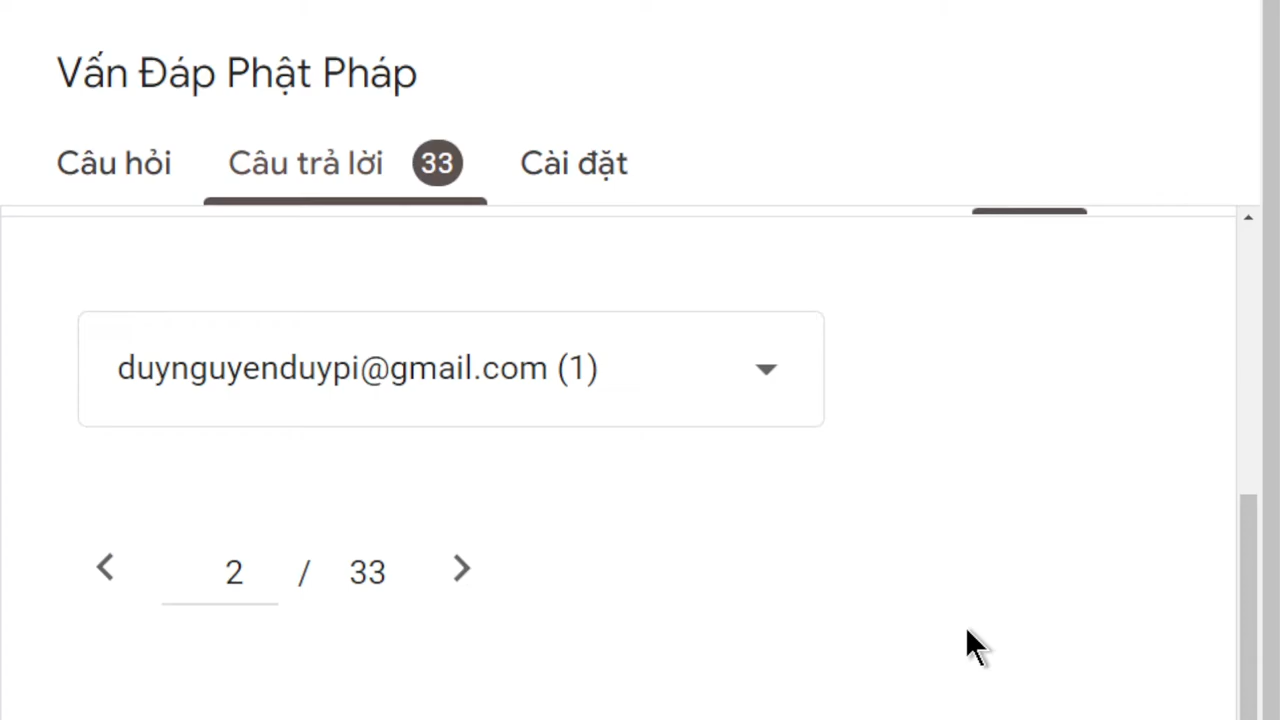 Vấn Đáp Phật Pháp
Câu hỏi Câu trả lời 33 Cài đặt
duynguyenduypi@gmail.com (1)
2 / 33